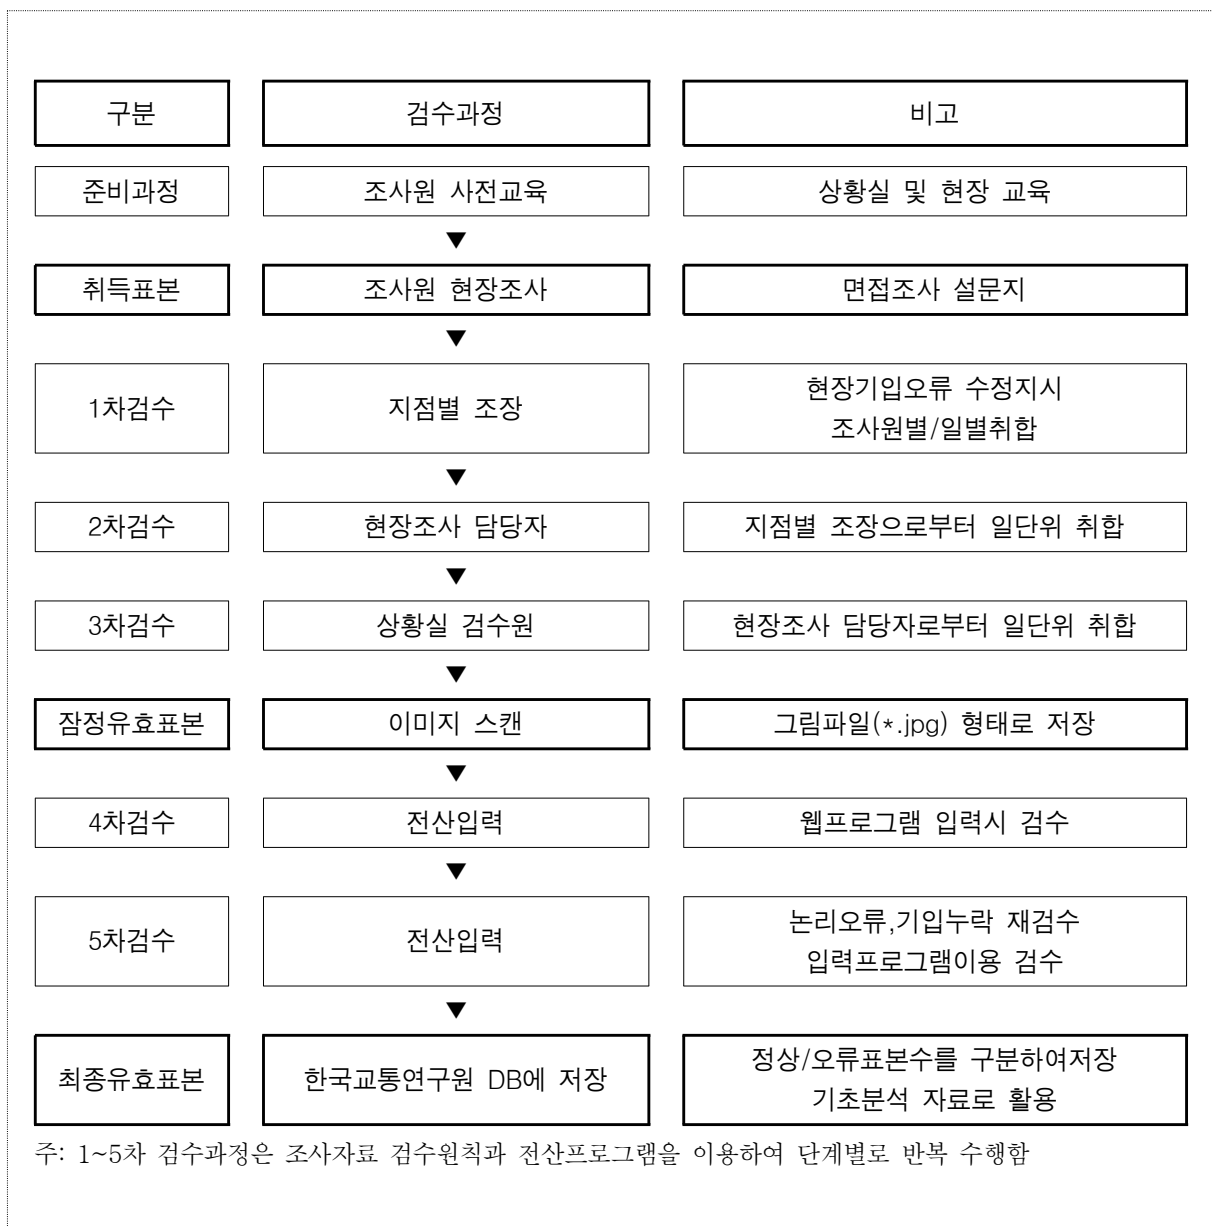 구분 검수과정 비고
준비과정 조사원 사전교육 상황실 및 현장 교육
▼
취득표본 조사원 현장조사 면접조사 설문지
▼
1차검수 지점별 조장 현장기입오류 수정지시
조사원별/일별취합
▼
2차검수 현장조사 담당자 지점별 조장으로부터 일단위 취합
▼
3차검수 상황실 검수원 현장조사 담당자로부터 일단위 취합
▼
잠정유효표본 이미지 스캔 그림파일(*.jpg) 형태로 저장
▼
4차검수 전산입력 웹프로그램 입력시 검수
▼
5차검수 전산입력 논리오류,기입누락 재검수
입력프로그램이용 검수
▼
최종유효표본 한국교통연구원 DB에 저장 정상/오류표본수를 구분하여저장
기초분석 자료로 활용
주: 1~5차 검수과정은 조사자료 검수원칙과 전산프로그램을 이용하여 단계별로 반복 수행함